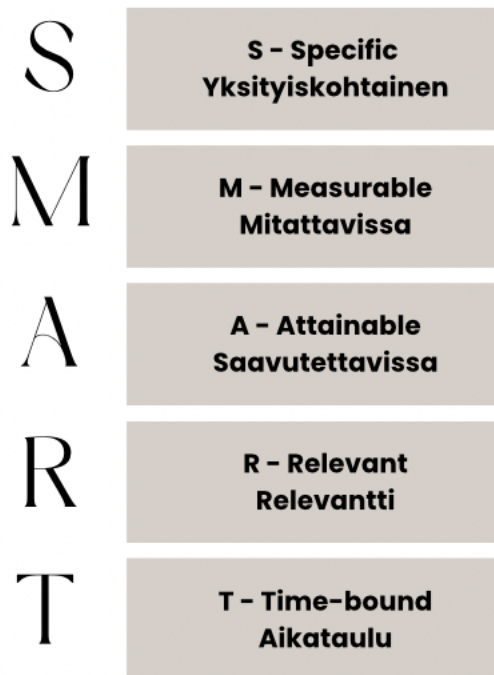 S
S – Specific
Yksityiskohtainen
M
M – Measurable
Mitattavissa
A
A – Attainable
Saavutettavissa
R
R – Relevant
Relevantti
T
T – Time-bound
Aikataulu